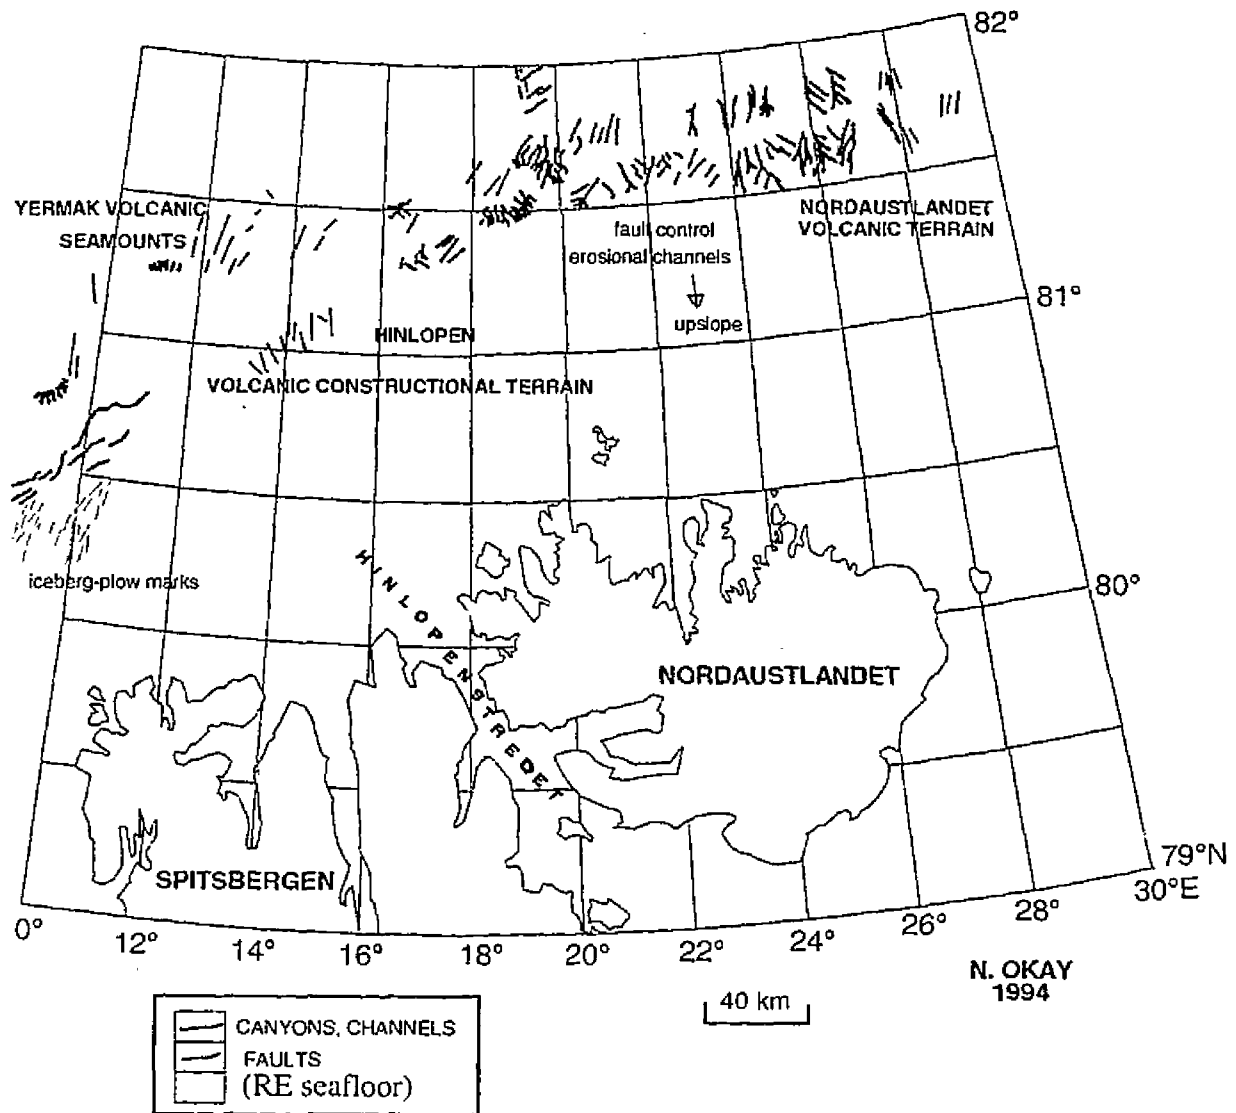 82°
YERMAK VOLCANIC
SEAMOUNTS
NORDAUSTLANDET
VOLCANIC TERRAIN
fault control
erosional channels
upslope
81°
HINLOPEN
VOLCANIC CONSTRUCTIONAL TERRAIN
iceberg-plow marks
80°
HINLOPENSTREDET
NORDAUSTLANDET
SPITSBERGEN
79°N
30°E
0°
12°
14°
16°
18°
20°
22°
24°
26°
28°
N. OKAY
1994
40 km
CANYONS, CHANNELS
FAULTS
(RE seafloor)